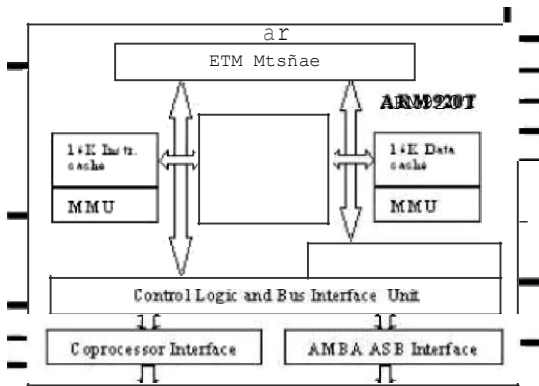 ar
ETM Mtsñae
ARM920T
16K Instr.
cache
MMU
16K Data
cache
MMU
Control Logic and Bus Interface Unit
Coprocessor Interface
AMBA ASB Interface